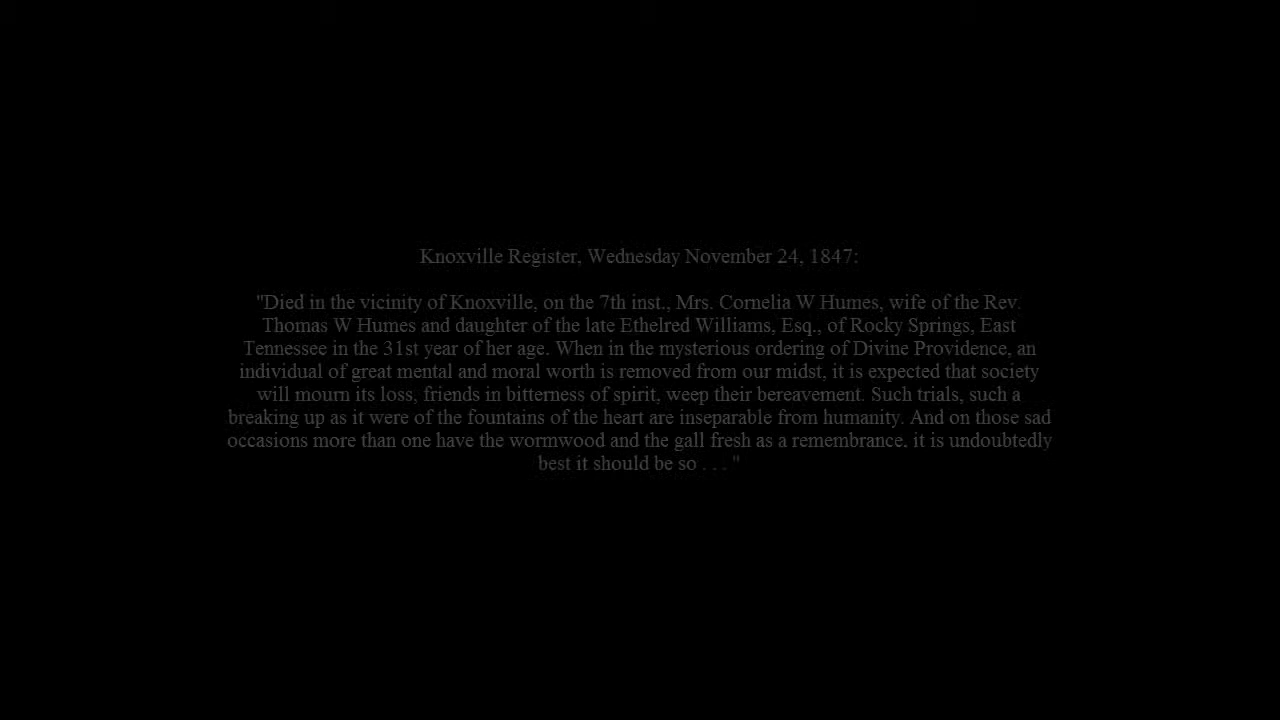 Knoxville Register, Wednesday November 24, 1847:
"Died in the vicinity of Knoxville, on the 7th inst., Mrs. Cornelia W Humes, wife of the Rev.
Thomas W Humes and daughter of the late Ethelred Williams, Esq., of Rocky Springs, East
Tennessee in the 31st year of her age. When in the mysterious ordering of Divine Providence, an
individual of great mental and moral worth is removed from our midst, it is expected that society
will mourn its loss, friends in bitterness of spirit, weep their bereavement. Such trials, such a
breaking up as it were of the fountains of the heart are inseparable from humanity. And on those sad
occasions more than one have the wormwood and the gall fresh as a remembrance, it is undoubtedly
best it should be so . . . "